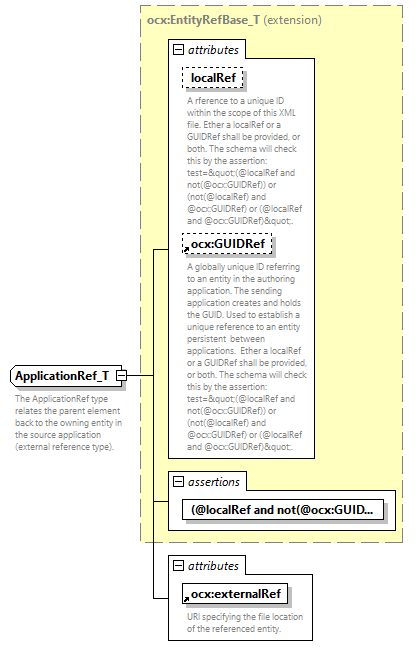 ocx:EntityRefBase_T (extension)
attributes
localRef
A rference to a unique ID
within the scope of this XML
file. Ether a localRef or a
GUIDRef shall be provided, or
both. The schema will check
this by the assertion:
test=&quot;(@localRef and
not(@ocx:GUIDRef)) or
(not(@localRef) and
@ocx:GUIDRef) or (@localRef
and @ocx:GUIDRef)&quot;.
ocx:GUIDRef
A globally unique ID referring
to an entity in the authoring
application. The sending
application creates and holds
the GUID. Used to establish a
unique reference to an entity
persistent between
applications. Ether a localRef
or a GUIDRef shall be provided,
or both. The schema will check
this by the assertion:
test=&quot;(@localRef and
not(@ocx:GUIDRef)) or
(not(@localRef) and
@ocx:GUIDRef) or (@localRef
and @ocx:GUIDRef)&quot;.
ApplicationRef_T
The ApplicationRef type
relates the parent element
back to the owning entity in
the source application
(external reference type).
assertions
(@localRef and not(@ocx:GUID...
attributes
ocx:externalRef
URI specifying the file location
of the referenced entity.